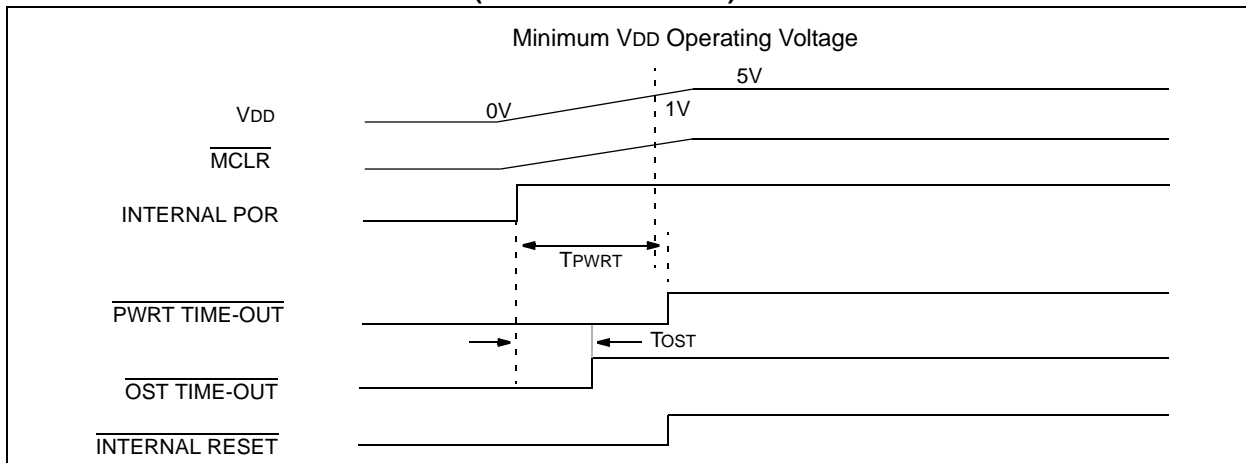 Minimum VDD Operating Voltage
5V
0V
1V
VDD
MCLR
INTERNAL POR
TPWRT
PWRT TIME-OUT
TOST
OST TIME-OUT
INTERNAL RESET